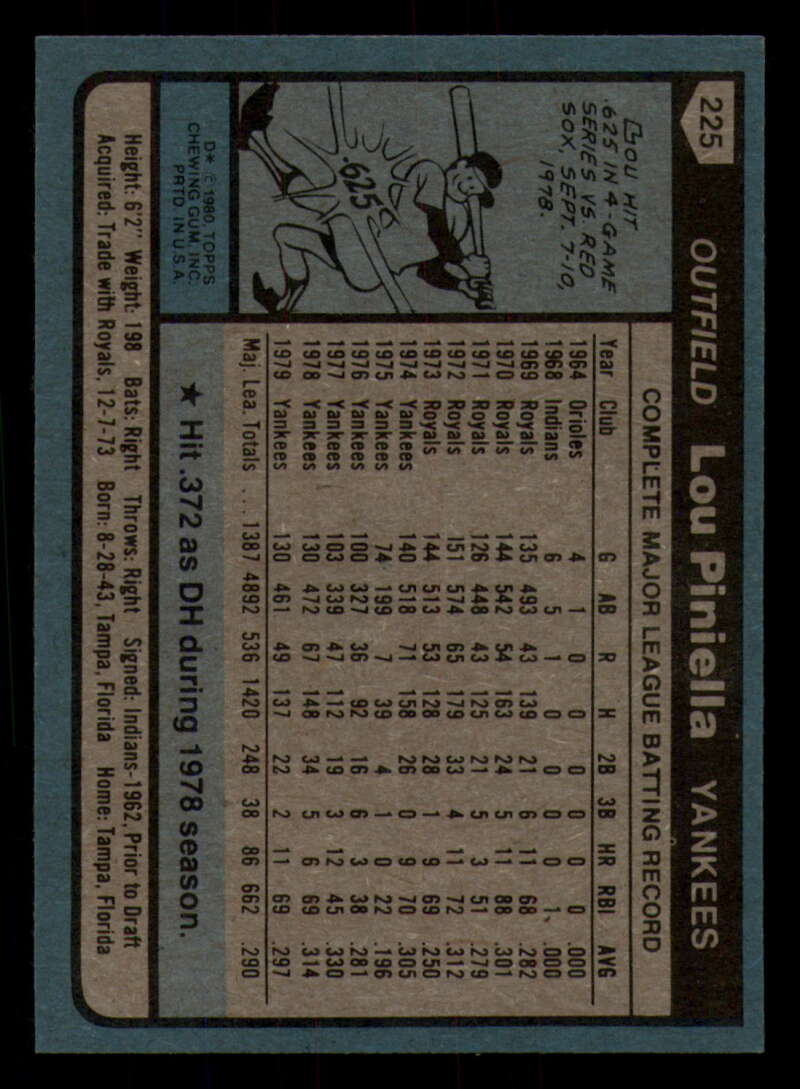 225 OUTFIELD Lou Piniella YANKEES
LOU HIT
.625 IN 4-GAME
SERIES VS. RED
SOX, SEPT. 7-10,
1978.
.625
D* © 1980, TOPPS
CHEWING GUM, INC.
PRTD. IN U.S.A.
COMPLETE MAJOR LEAGUE BATTING RECORD
Year Club G AB R H 2B 3B HR RBI AVG
1964 Orioles 4 1 0 0 0 0 0 0 .000
1968 Indians 6 5 1 0 0 0 0 1 .000
1969 Royals 135 493 43 139 21 6 11 68 .282
1970 Royals 144 542 54 163 24 5 11 88 .301
1971 Royals 126 448 43 125 21 5 3 51 .279
1972 Royals 151 574 65 179 33 4 11 72 .312
1973 Royals 144 513 53 128 28 1 9 69 .250
1974 Yankees 140 518 71 158 26 0 9 70 .305
1975 Yankees 74 199 7 39 4 1 0 22 .196
1976 Yankees 100 327 36 92 16 6 3 38 .281
1977 Yankees 103 339 47 112 19 3 12 45 .330
1978 Yankees 130 472 67 148 34 5 6 69 .314
1979 Yankees 130 461 49 137 22 2 11 69 .297
Maj. Lea. Totals ... 1387 4892 536 1420 248 38 86 662 .290
★ Hit .372 as DH during 1978 season.
Height: 6'2" Weight: 198 Bats: Right Throws: Right Signed: Indians-1962, Prior to Draft
Acquired: Trade with Royals, 12-7-73 Born: 8-28-43, Tampa, Florida Home: Tampa, Florida